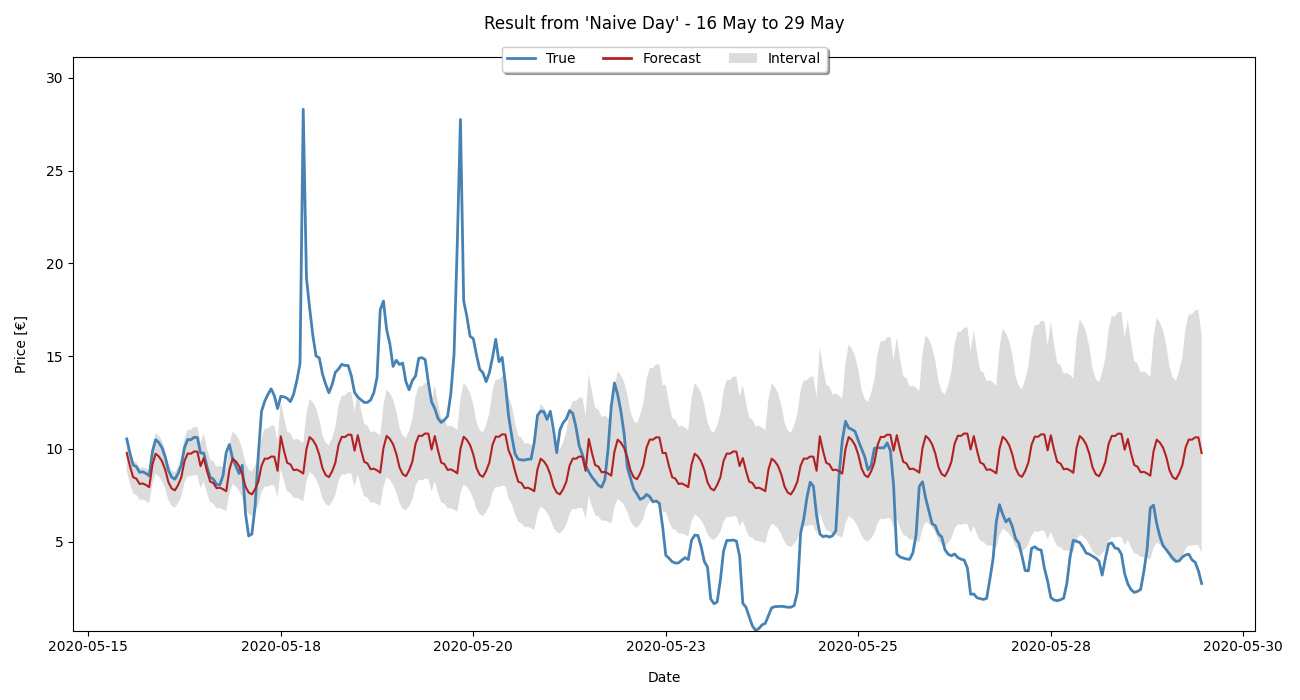 Result from 'Naive Day' - 16 May to 29 May
True Forecast Interval
30
25
20
15
10
5
Price [€]
2020-05-15 2020-05-18 2020-05-20 2020-05-23 2020-05-25 2020-05-28 2020-05-30
Date